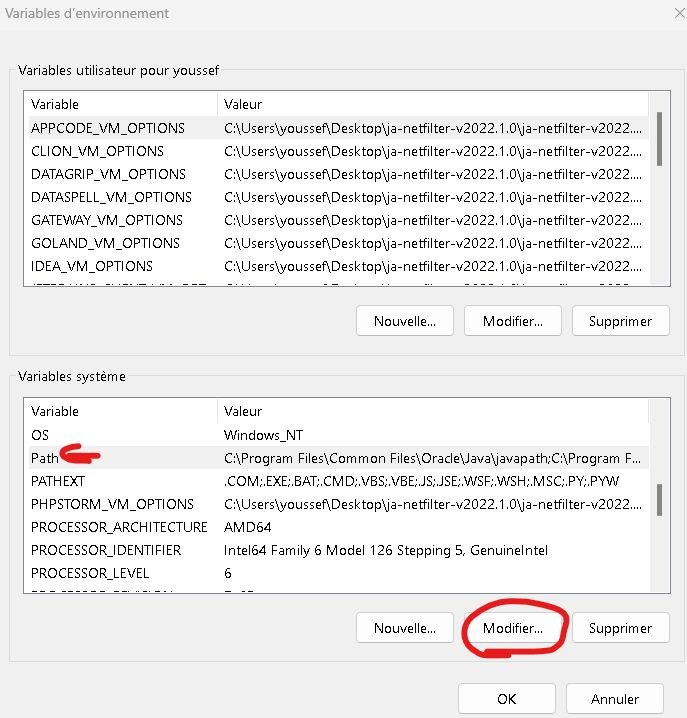 Variables d'environnement
Variables utilisateur pour youssef
Variable Valeur
APPCODE_VM_OPTIONS C:\Users\youssef\Desktop\ja-netfilter-v2022.1.0\ja-netfilter-v2022....
CLION_VM_OPTIONS C:\Users\youssef\Desktop\ja-netfilter-v2022.1.0\ja-netfilter-v2022....
DATAGRIP_VM_OPTIONS C:\Users\youssef\Desktop\ja-netfilter-v2022.1.0\ja-netfilter-v2022....
DATASPELL_VM_OPTIONS C:\Users\youssef\Desktop\ja-netfilter-v2022.1.0\ja-netfilter-v2022....
GATEWAY_VM_OPTIONS C:\Users\youssef\Desktop\ja-netfilter-v2022.1.0\ja-netfilter-v2022....
GOLAND_VM_OPTIONS C:\Users\youssef\Desktop\ja-netfilter-v2022.1.0\ja-netfilter-v2022....
IDEA_VM_OPTIONS C:\Users\youssef\Desktop\ja-netfilter-v2022.1.0\ja-netfilter-v2022....
Nouvelle... Modifier... Supprimer
Variables système
Variable Valeur
OS Windows_NT
Path C:\Program Files\Common Files\Oracle\Java\javapath;C:\Program F...
PATHEXT .COM;.EXE;.BAT;.CMD;.VBS;.VBE;.JS;.JSE;.WSF;.WSH;.MSC;.PY;.PYW
PHPSTORM_VM_OPTIONS C:\Users\youssef\Desktop\ja-netfilter-v2022.1.0\ja-netfilter-v2022....
PROCESSOR_ARCHITECTURE AMD64
PROCESSOR_IDENTIFIER Intel64 Family 6 Model 126 Stepping 5, GenuineIntel
PROCESSOR_LEVEL 6
Nouvelle... Modifier... Supprimer
OK Annuler